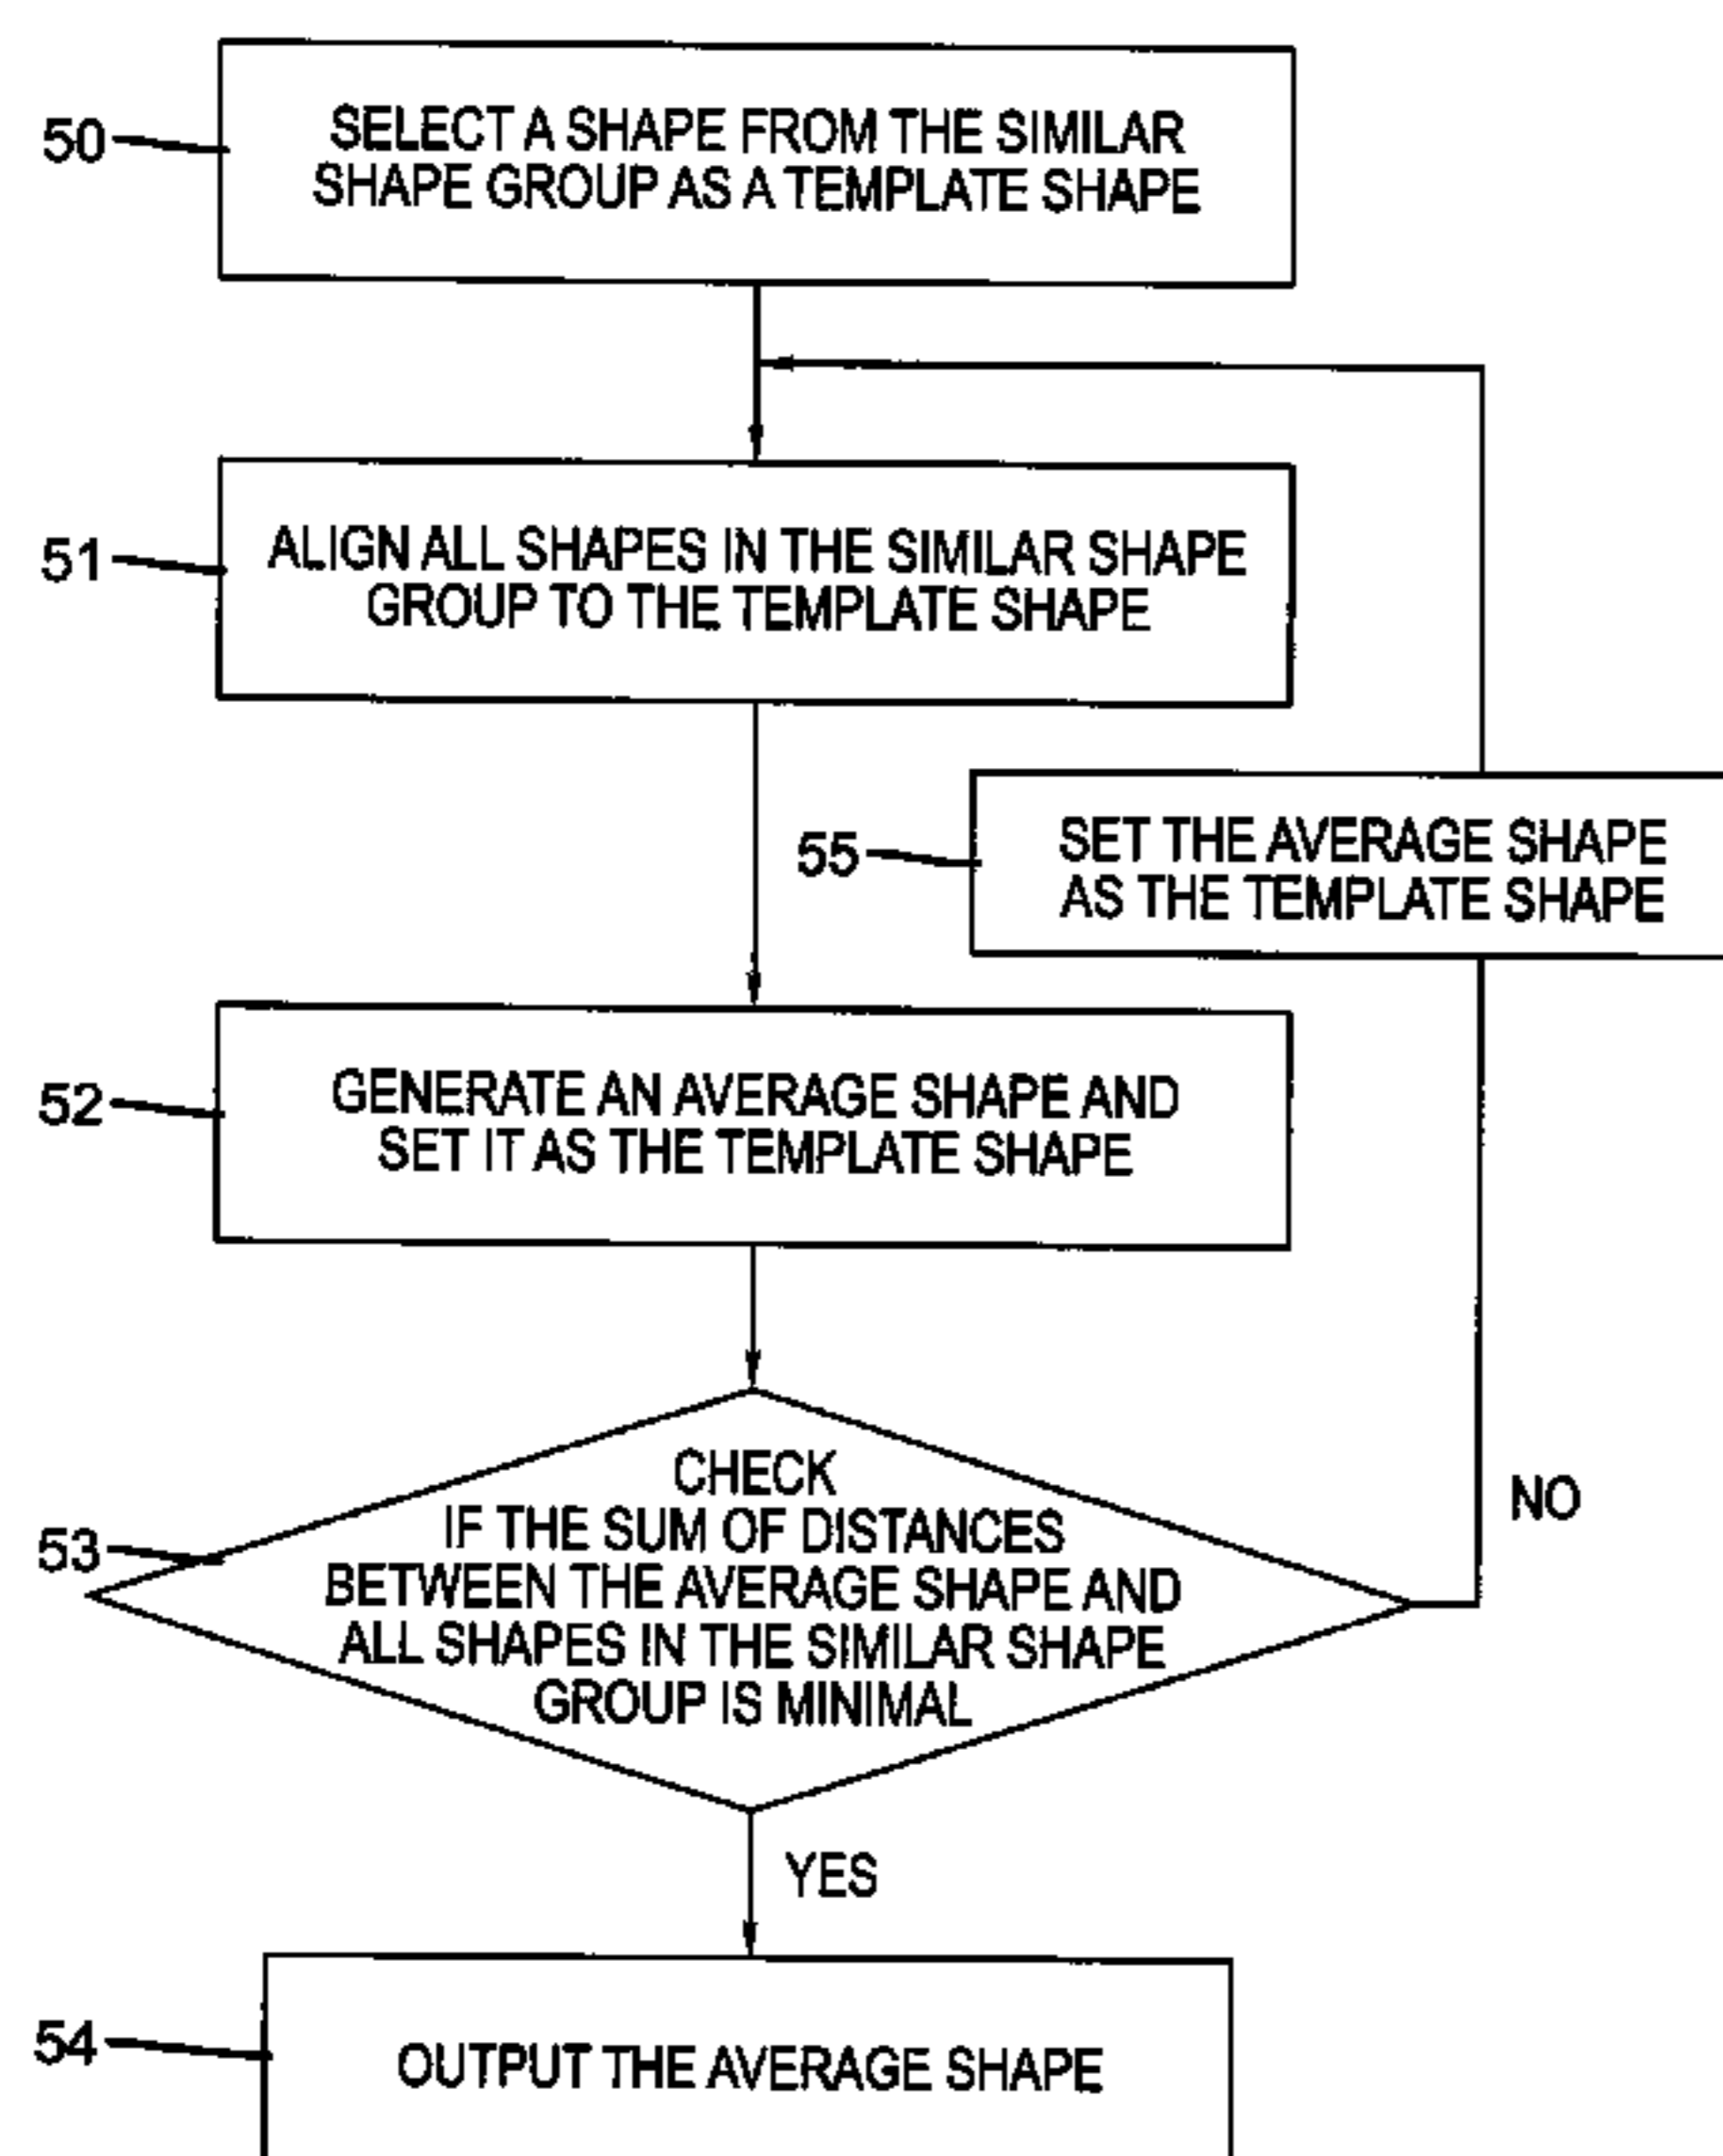 50
SELECT A SHAPE FROM THE SIMILAR
SHAPE GROUP AS A TEMPLATE SHAPE
51
ALIGN ALL SHAPES IN THE SIMILAR SHAPE
GROUP TO THE TEMPLATE SHAPE
55
SET THE AVERAGE SHAPE
AS THE TEMPLATE SHAPE
52
GENERATE AN AVERAGE SHAPE AND
SET IT AS THE TEMPLATE SHAPE
53
CHECK
IF THE SUM OF DISTANCES
BETWEEN THE AVERAGE SHAPE AND
ALL SHAPES IN THE SIMILAR SHAPE
GROUP IS MINIMAL
NO
YES
54
OUTPUT THE AVERAGE SHAPE